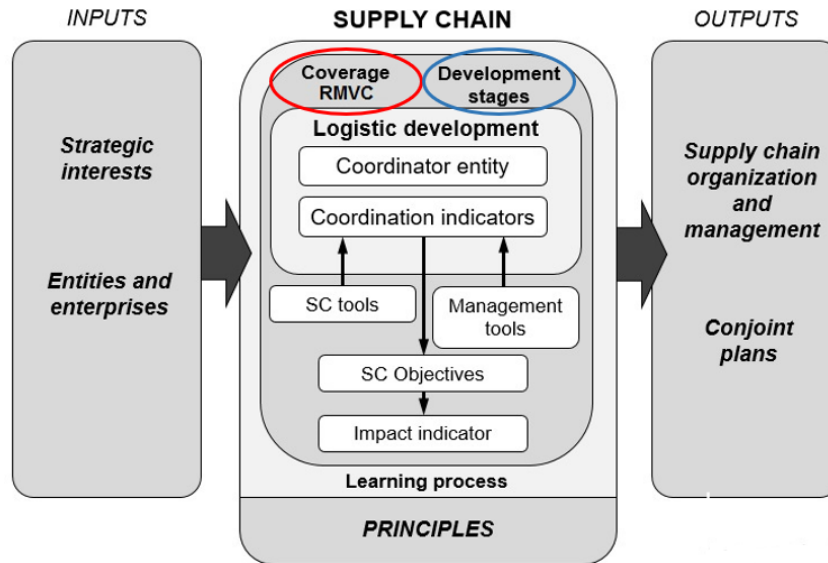 INPUTS
SUPPLY CHAIN
OUTPUTS
Coverage
RMVC
Development
stages
Logistic development
Coordinator entity
Coordination indicators
SC tools
Management
tools
SC Objectives
Impact indicator
Learning process
PRINCIPLES
Strategic
interests
Entities and
enterprises
Supply chain
organization
and
management
Conjoint
plans